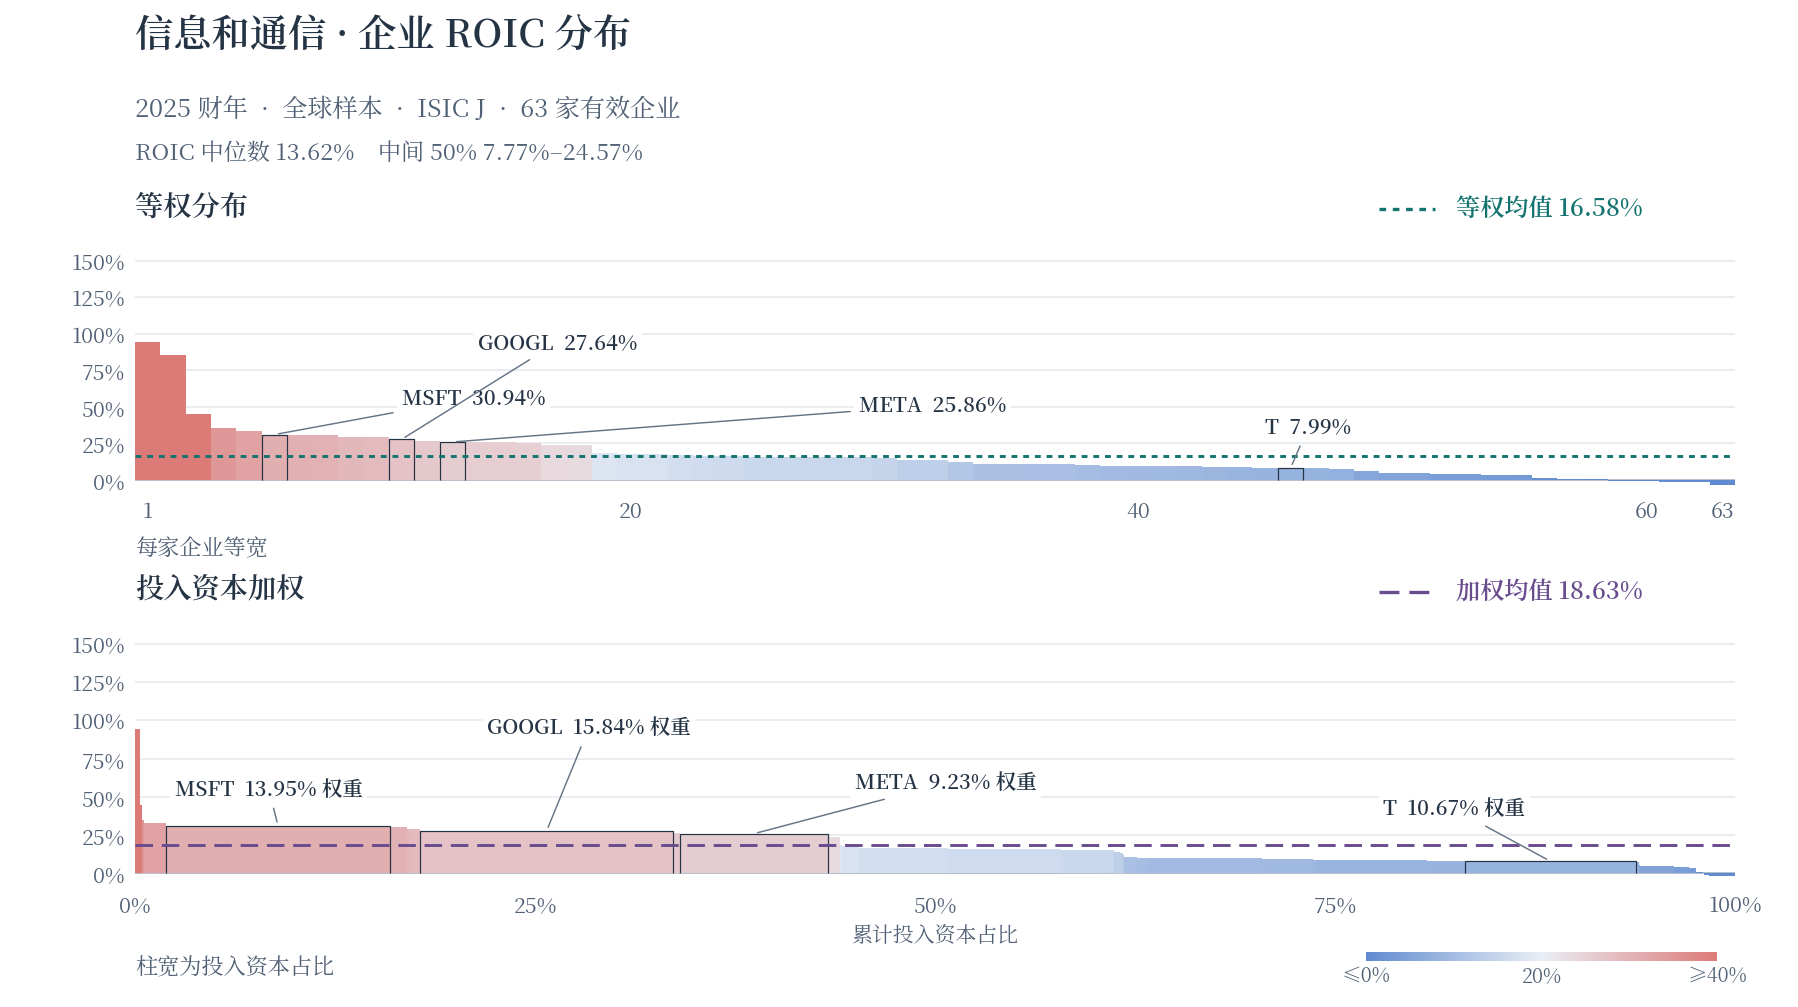 信息和通信 · 企业 ROIC 分布
2025 财年 · 全球样本 · ISIC J · 63 家有效企业
ROIC 中位数 13.62% 中间 50% 7.77%–24.57%
等权分布
等权均值 16.58%
150%
125%
100%
75%
50%
25%
0%
GOOGL 27.64%
MSFT 30.94%
META 25.86%
T 7.99%
1 20 40 60 63
每家企业等宽
投入资本加权
加权均值 18.63%
150%
125%
100%
75%
50%
25%
0%
GOOGL 15.84% 权重
MSFT 13.95% 权重
META 9.23% 权重
T 10.67% 权重
0% 25% 50% 75% 100%
累计投入资本占比
柱宽为投入资本占比
≤0% 20% ≥40%